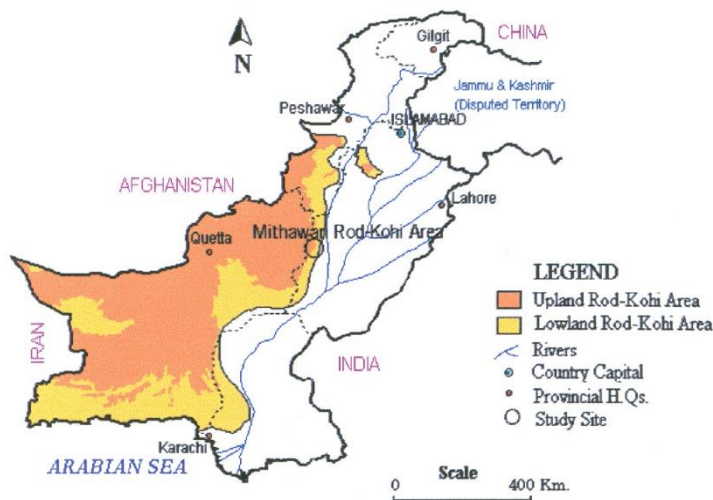 CHINA
Gilgit
N
Jammu & Kashmir
(Disputed Territory)
Peshawar
ISLAMABAD
AFGHANISTAN
Lahore
Quetta
Mithawan Rod-Kohi Area
LEGEND
Upland Rod-Kohi Area
Lowland Rod-Kohi Area
Rivers
Country Capital
Provincial H.Qs.
Study Site
IRAN
INDIA
Karachi
ARABIAN SEA
Scale
0 400 Km.